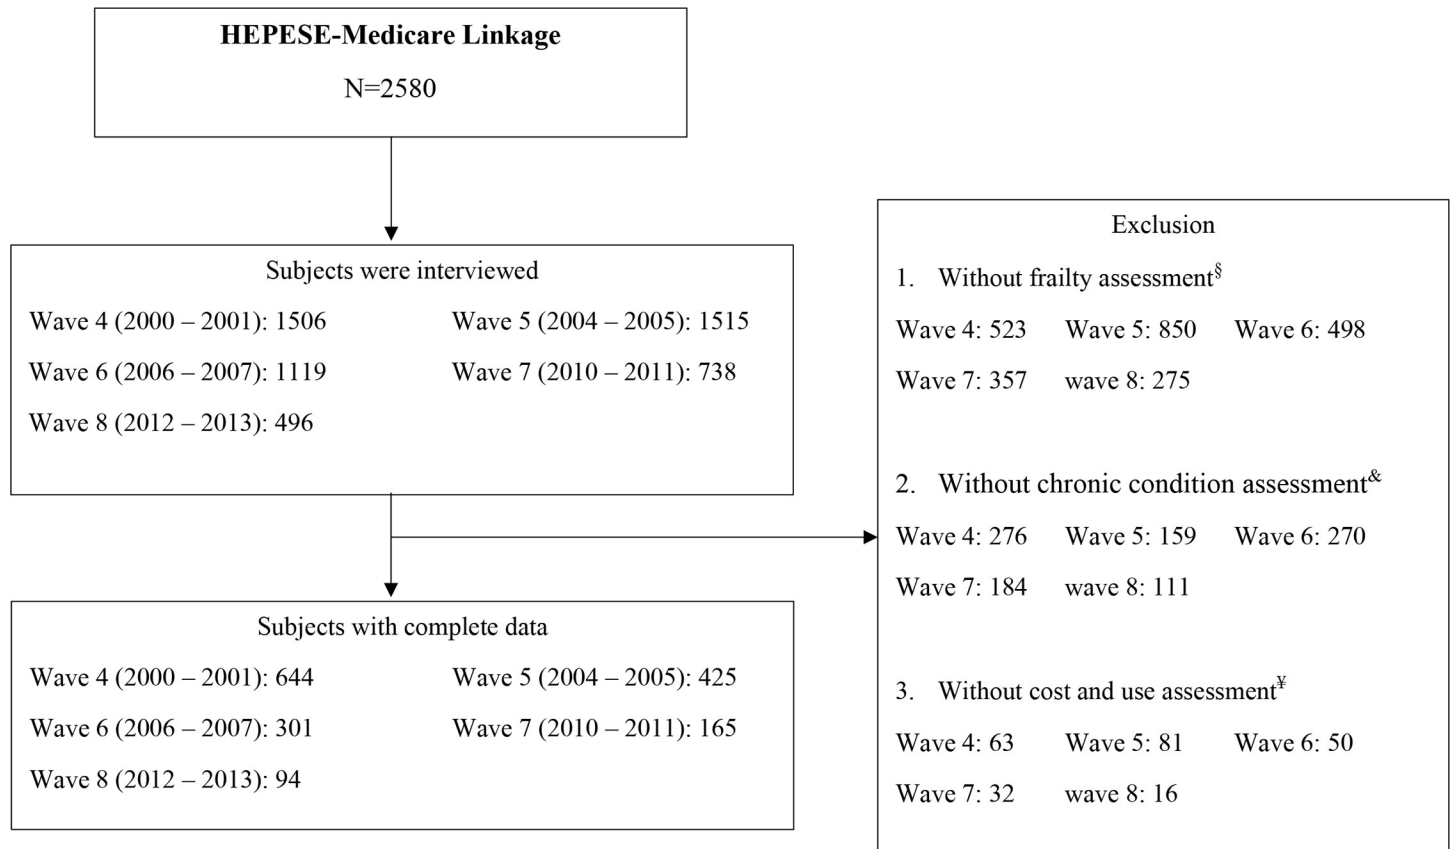 HEPESE-Medicare Linkage
N=2580
Subjects were interviewed
Wave 4 (2000 – 2001): 1506 Wave 5 (2004 – 2005): 1515
Wave 6 (2006 – 2007): 1119 Wave 7 (2010 – 2011): 738
Wave 8 (2012 – 2013): 496
Exclusion
1. Without frailty assessment§
Wave 4: 523 Wave 5: 850 Wave 6: 498
Wave 7: 357 wave 8: 275
2. Without chronic condition assessment&
Wave 4: 276 Wave 5: 159 Wave 6: 270
Wave 7: 184 wave 8: 111
3. Without cost and use assessment¥
Wave 4: 63 Wave 5: 81 Wave 6: 50
Wave 7: 32 wave 8: 16
Subjects with complete data
Wave 4 (2000 – 2001): 644 Wave 5 (2004 – 2005): 425
Wave 6 (2006 – 2007): 301 Wave 7 (2010 – 2011): 165
Wave 8 (2012 – 2013): 94